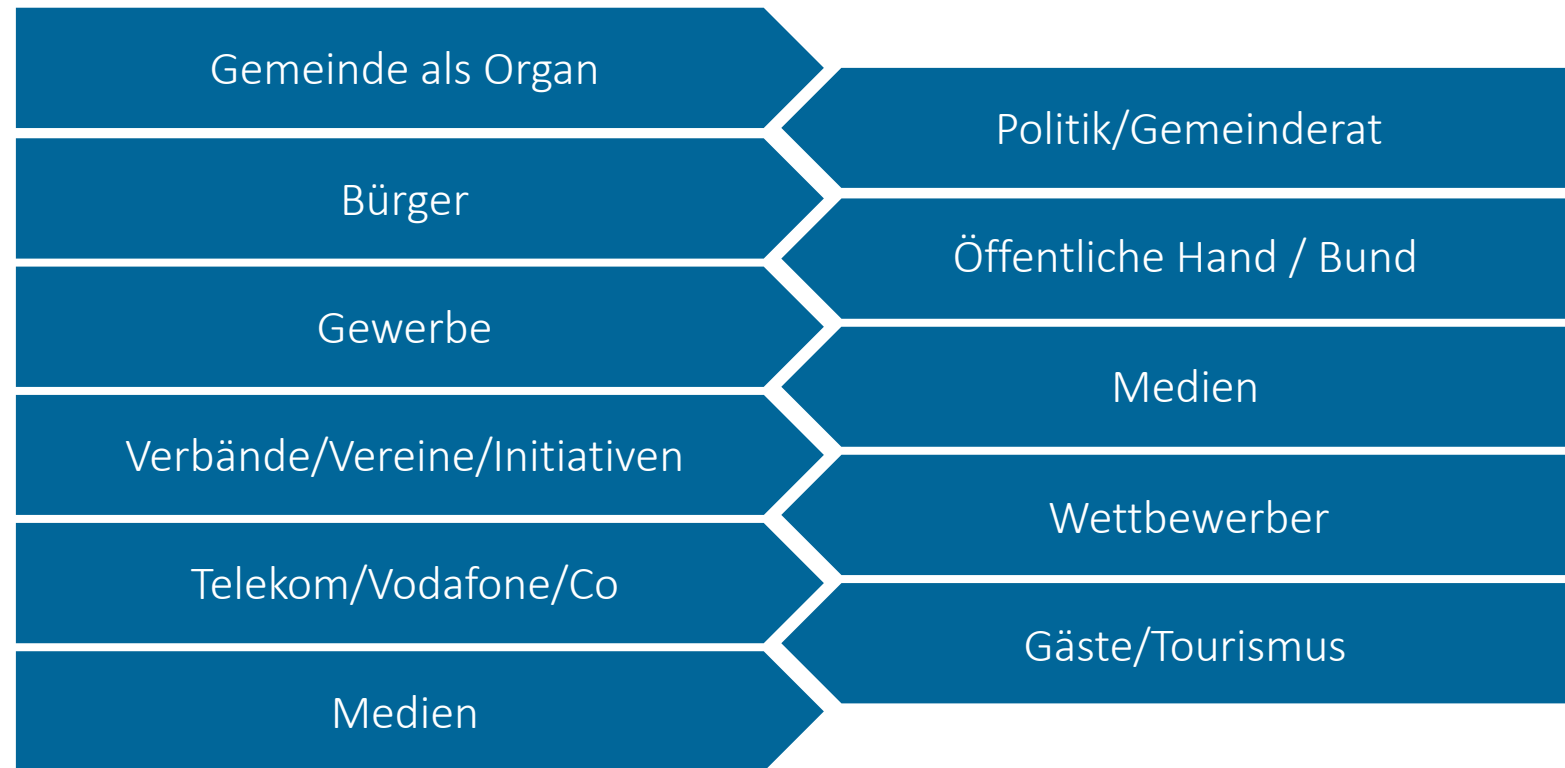 Gemeinde als Organ
Politik/Gemeinderat
Bürger
Öffentliche Hand / Bund
Gewerbe
Medien
Verbände/Vereine/Initiativen
Wettbewerber
Telekom/Vodafone/Co
Gäste/Tourismus
Medien